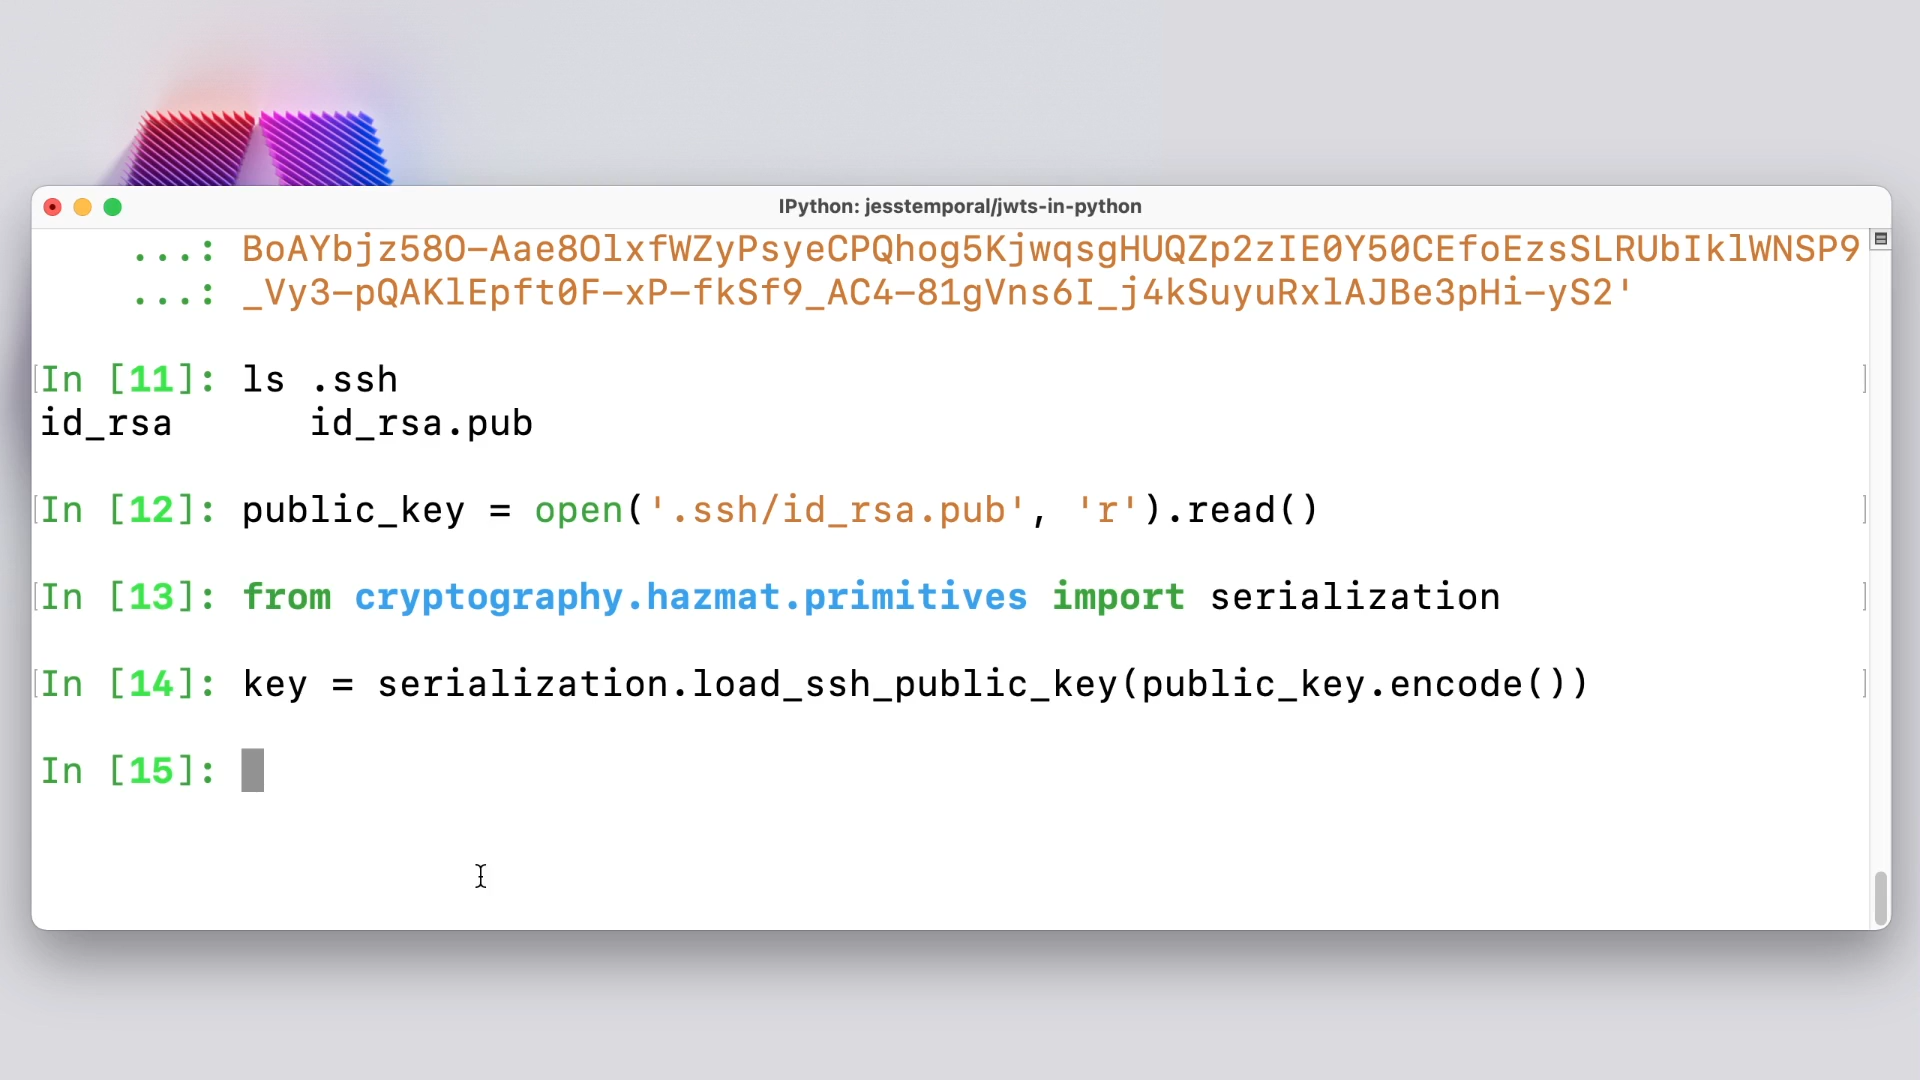 IPython: jesstemporal/jwts-in-python
...: BoAYbjz58O-Aae8OlxfWZyPsyeCPQhog5KjwqsgHUQZp2zIE0Y50CEfoEzsSLRUbIklWNSP9
...: _Vy3-pQAKlEpft0F-xP-fkSf9_AC4-81gVns6I_j4kSuyuRxlAJBe3pHi-yS2'
In [11]: ls .ssh
id_rsa id_rsa.pub
In [12]: public_key = open('.ssh/id_rsa.pub', 'r').read()
In [13]: from cryptography.hazmat.primitives import serialization
In [14]: key = serialization.load_ssh_public_key(public_key.encode())
In [15]: